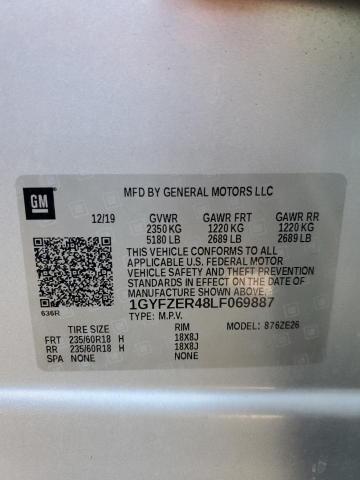 GM
MFD BY GENERAL MOTORS LLC
12/19 GVWR GAWR FRT GAWR RR
2350 KG 1220 KG 1220 KG
5180 LB 2689 LB 2689 LB
THIS VEHICLE CONFORMS TO ALL
APPLICABLE U.S. FEDERAL MOTOR
VEHICLE SAFETY AND THEFT PREVENTION
STANDARDS IN EFFECT ON THE DATE OF
MANUFACTURE SHOWN ABOVE.
1GYFZER48LF069887
636R
TYPE: M.P.V.
TIRE SIZE RIM MODEL: 876ZE26
FRT 235/60R18 H 18X8J
RR 235/60R18 H 18X8J
SPA NONE NONE